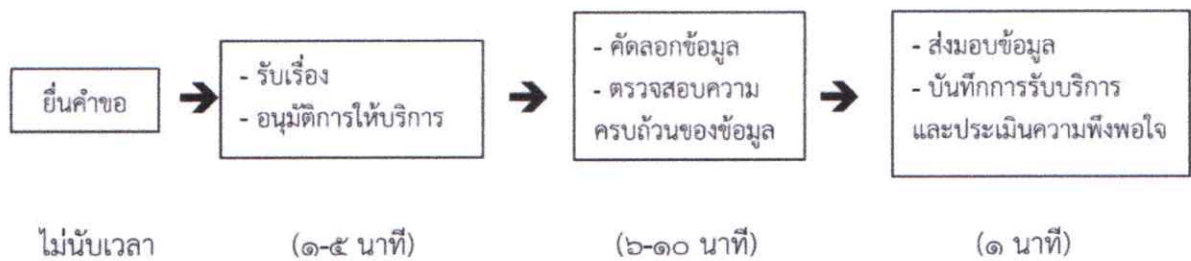 ยื่นคำขอ
- รับเรื่อง
- อนุมัติการให้บริการ
- คัดลอกข้อมูล
- ตรวจสอบความ
ครบถ้วนของข้อมูล
- ส่งมอบข้อมูล
- บันทึกการรับบริการ
และประเมินความพึงพอใจ
ไม่นับเวลา
(๑-๕ นาที)
(๖-๑๐ นาที)
(๑ นาที)